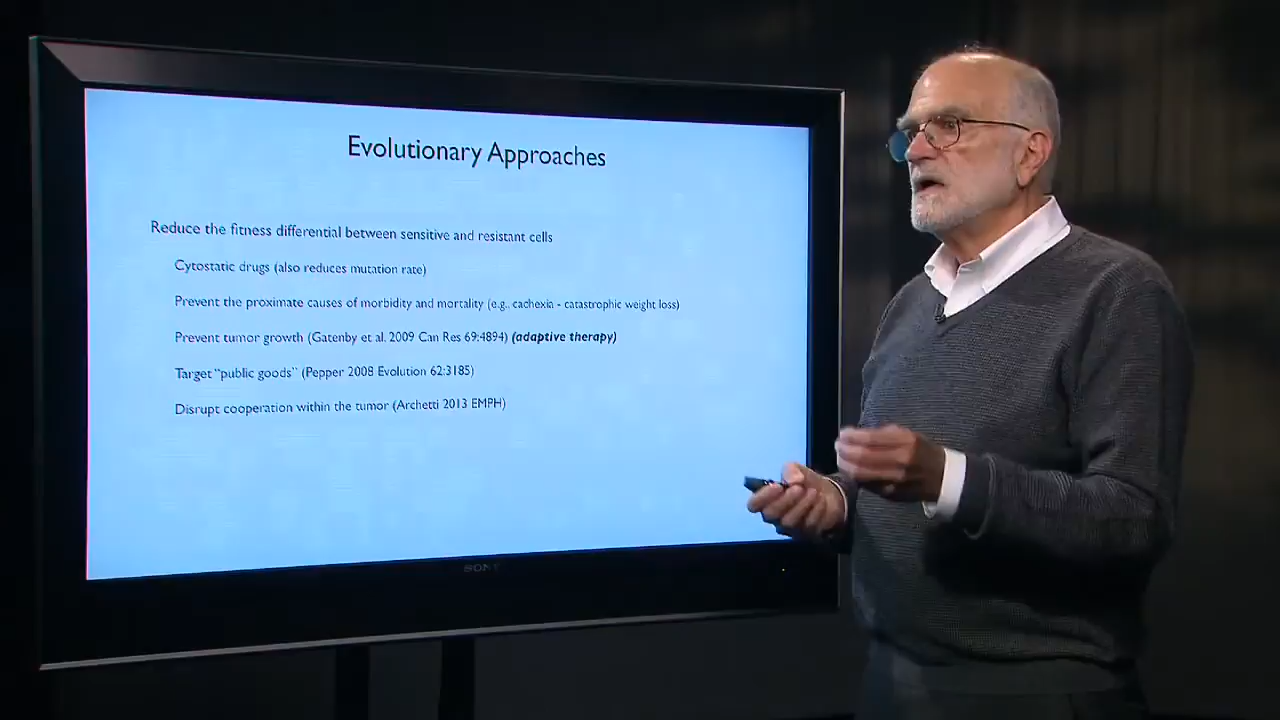 Evolutionary Approaches
Reduce the fitness differential between sensitive and resistant cells
Cytostatic drugs (also reduces mutation rate)
Prevent the proximate causes of morbidity and mortality (e.g., cachexia - catastrophic weight loss)
Prevent tumor growth (Gatenby et al. 2009 Can Res 69:4894) (adaptive therapy)
Target "public goods" (Pepper 2008 Evolution 62:3185)
Disrupt cooperation within the tumor (Archetti 2013 EMPH)
SONY